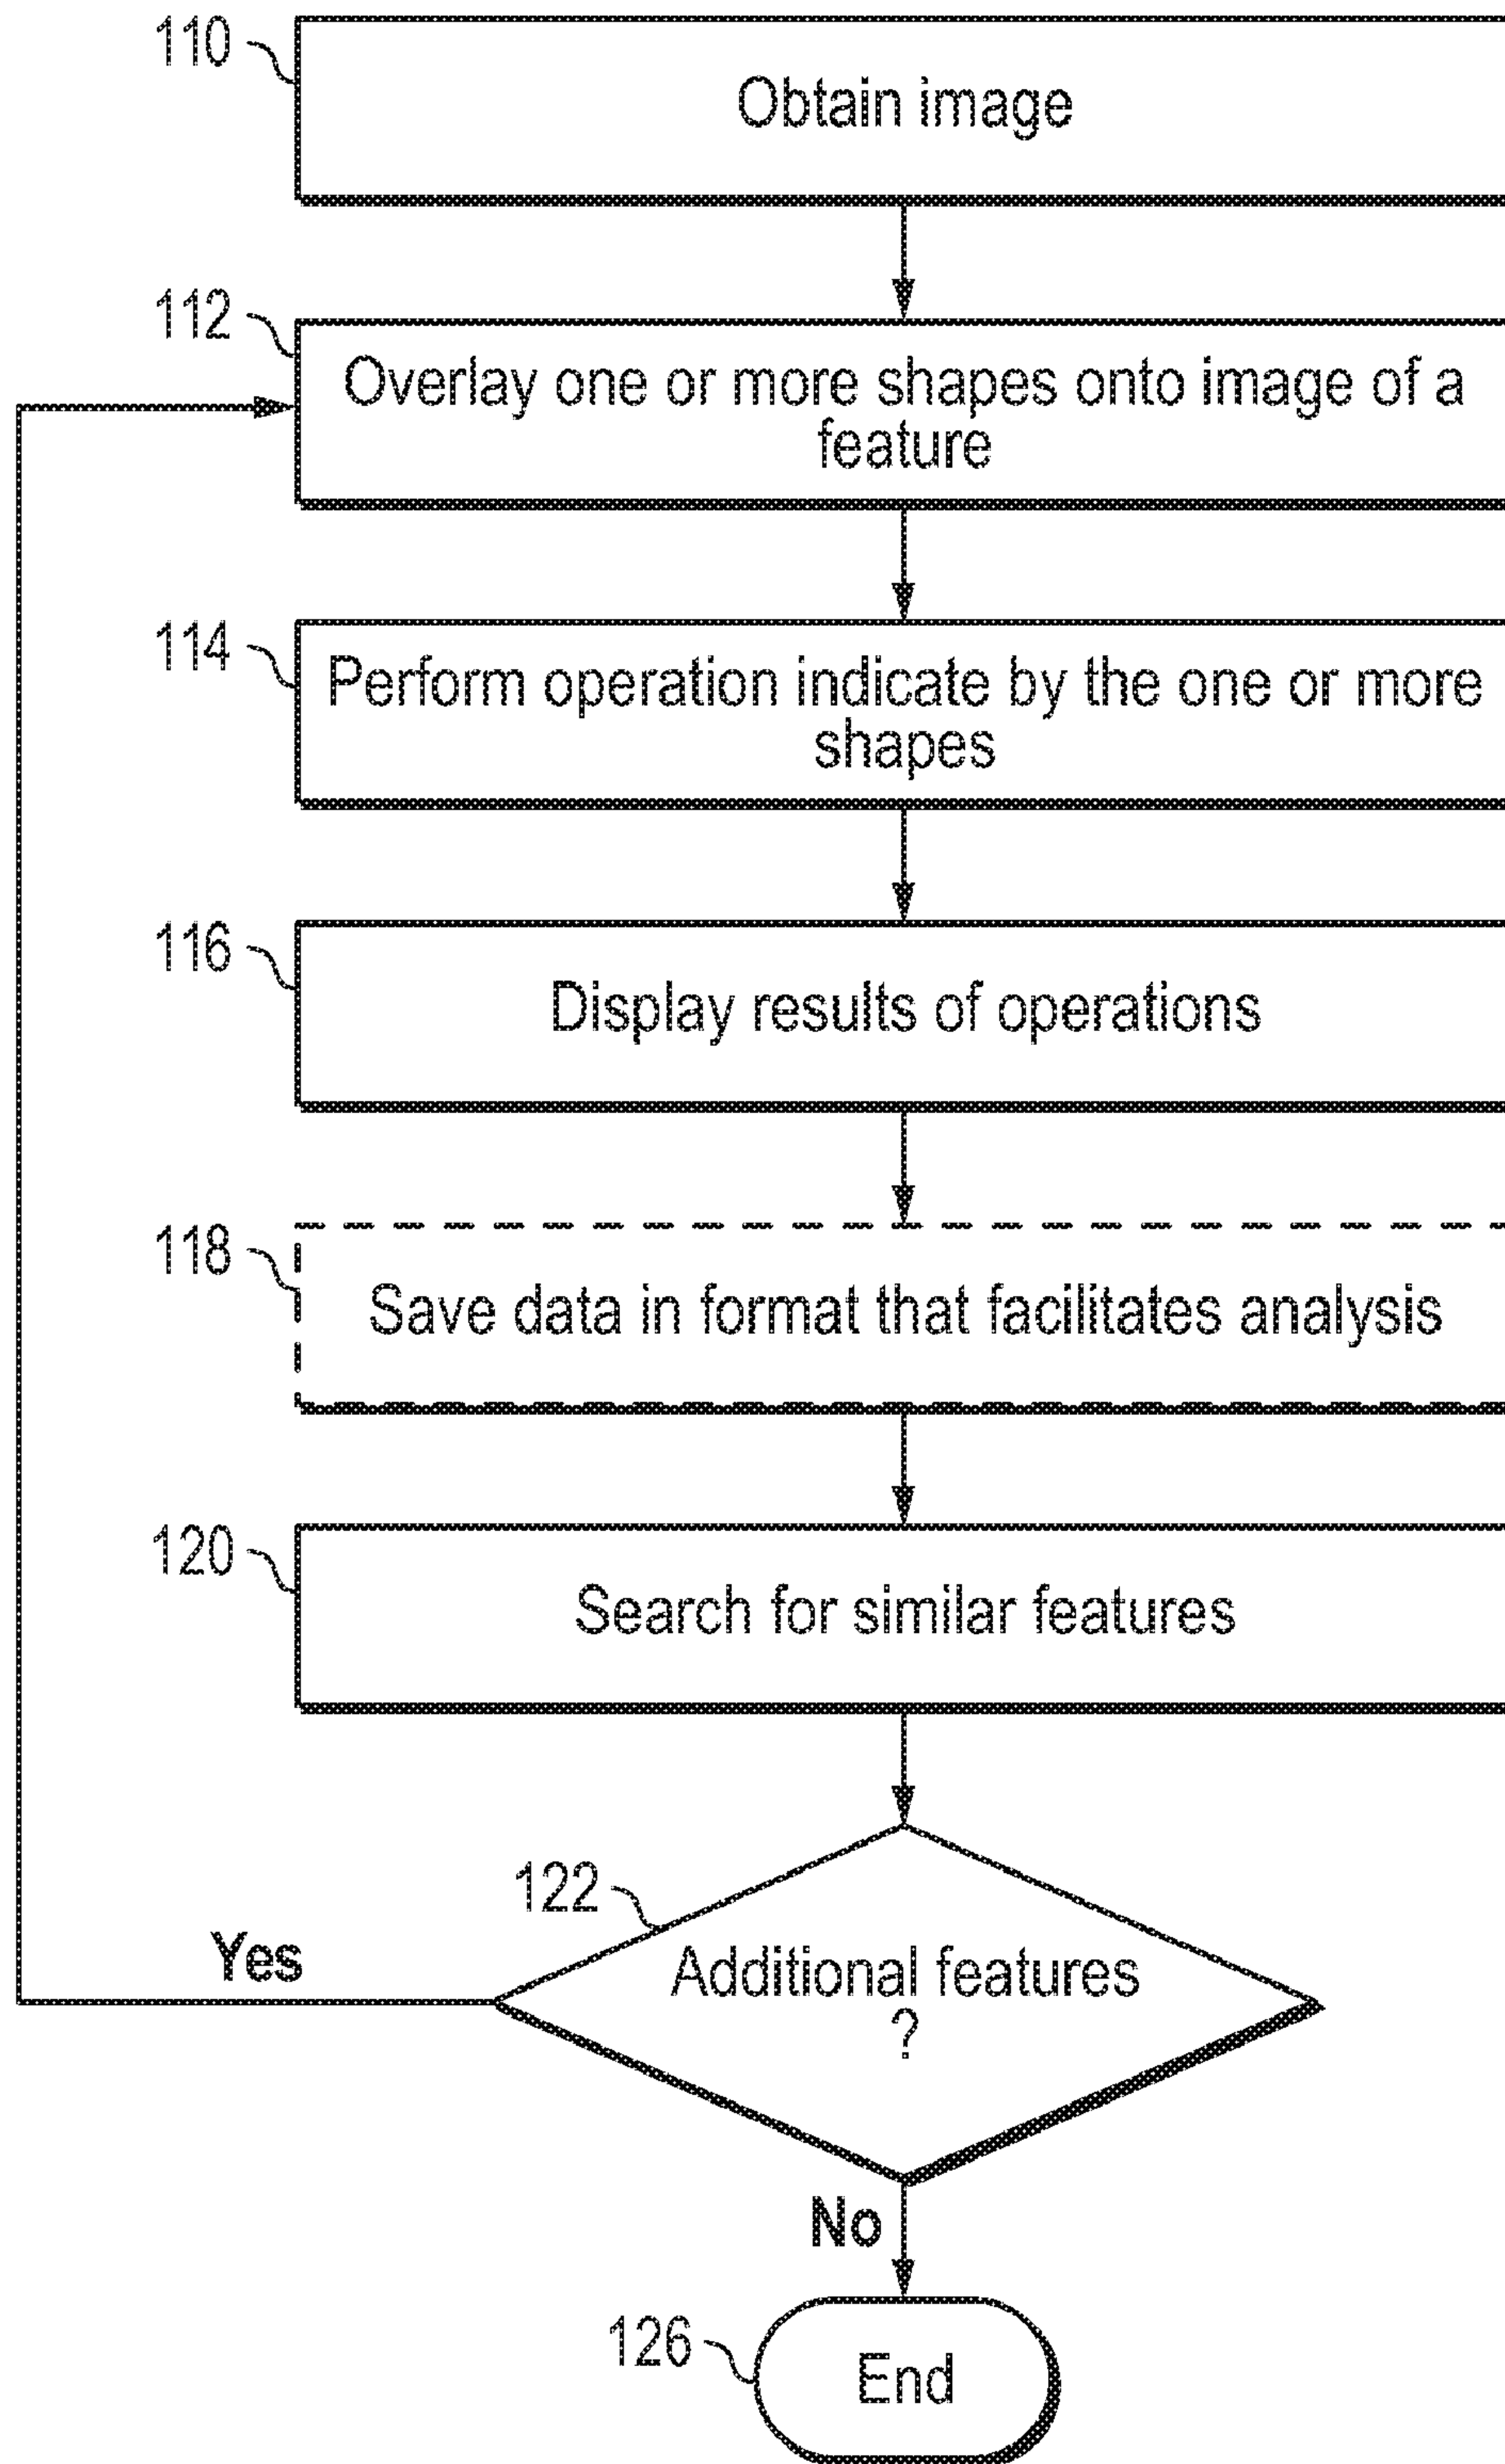 110
Obtain image
112
Overlay one or more shapes onto image of a
feature
114
Perform operation indicate by the one or more
shapes
116
Display results of operations
118
Save data in format that facilitates analysis
120
Search for similar features
122
Additional features
?
Yes
No
126
End